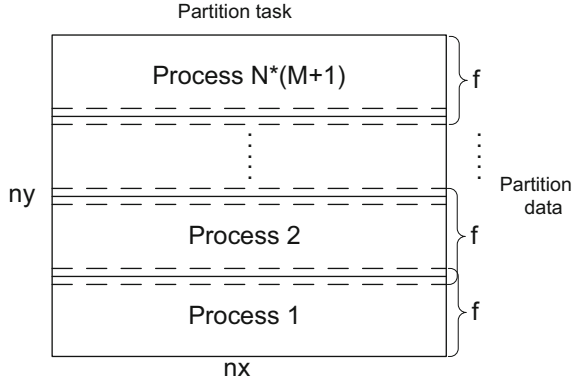 Partition task
Process N*(M+1)
f
ny
Partition
data
Process 2
f
Process 1
f
nx